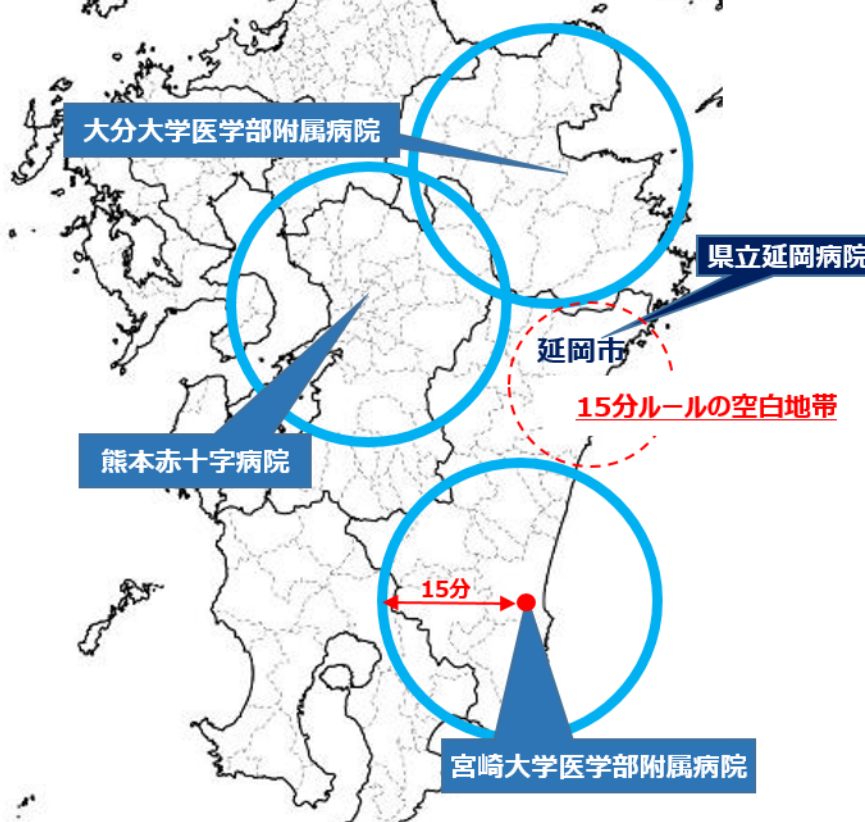 大分大学医学部附属病院
県立延岡病院
延岡市
15分ルールの空白地帯
熊本赤十字病院
15分
宮崎大学医学部附属病院